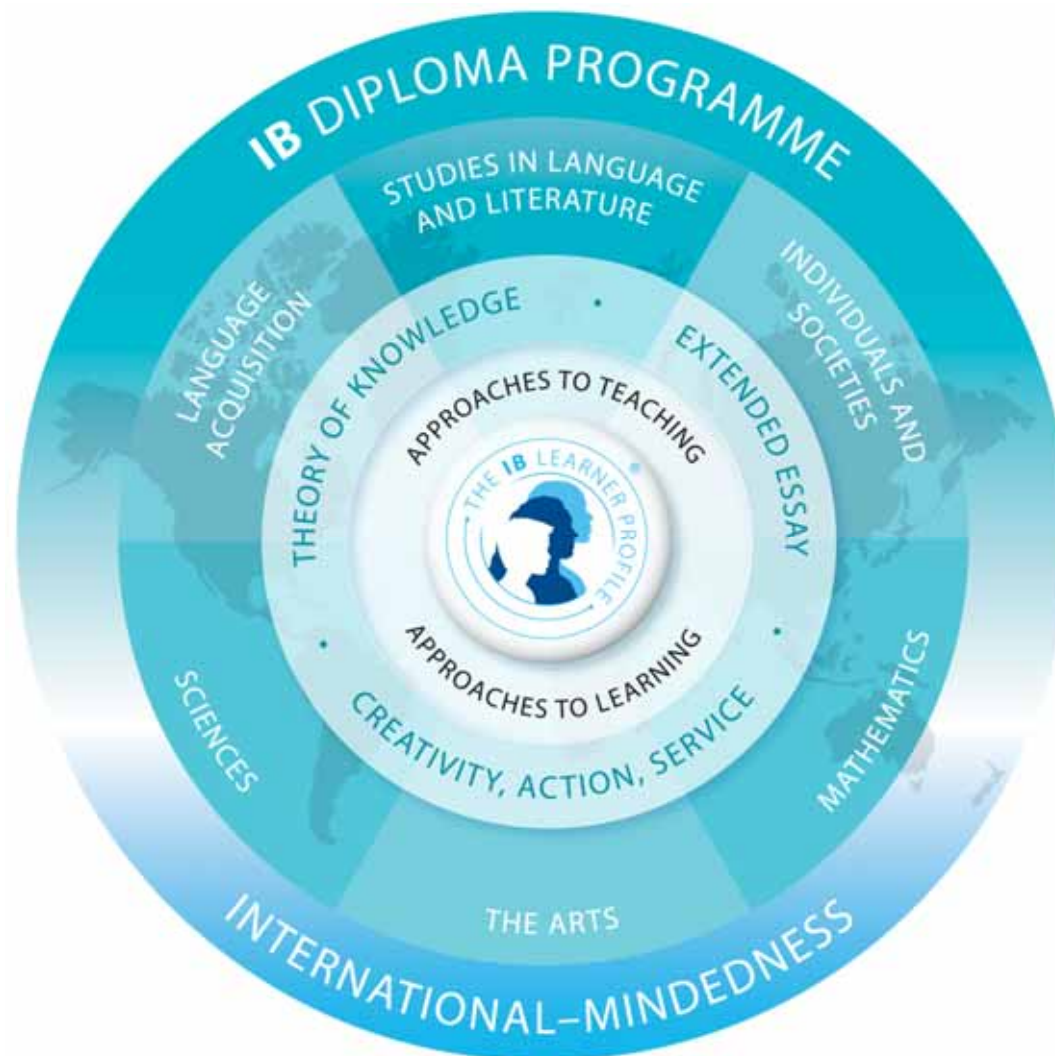 IB DIPLOMA PROGRAMME
STUDIES IN LANGUAGE
AND LITERATURE
LANGUAGE
ACQUISITION
INDIVIDUALS AND
SOCIETIES
THEORY OF KNOWLEDGE
EXTENDED ESSAY
APPROACHES TO TEACHING
THE IB LEARNER PROFILE
®
APPROACHES TO LEARNING
CREATIVITY, ACTION, SERVICE
SCIENCES
MATHEMATICS
THE ARTS
INTERNATIONAL–MINDEDNESS